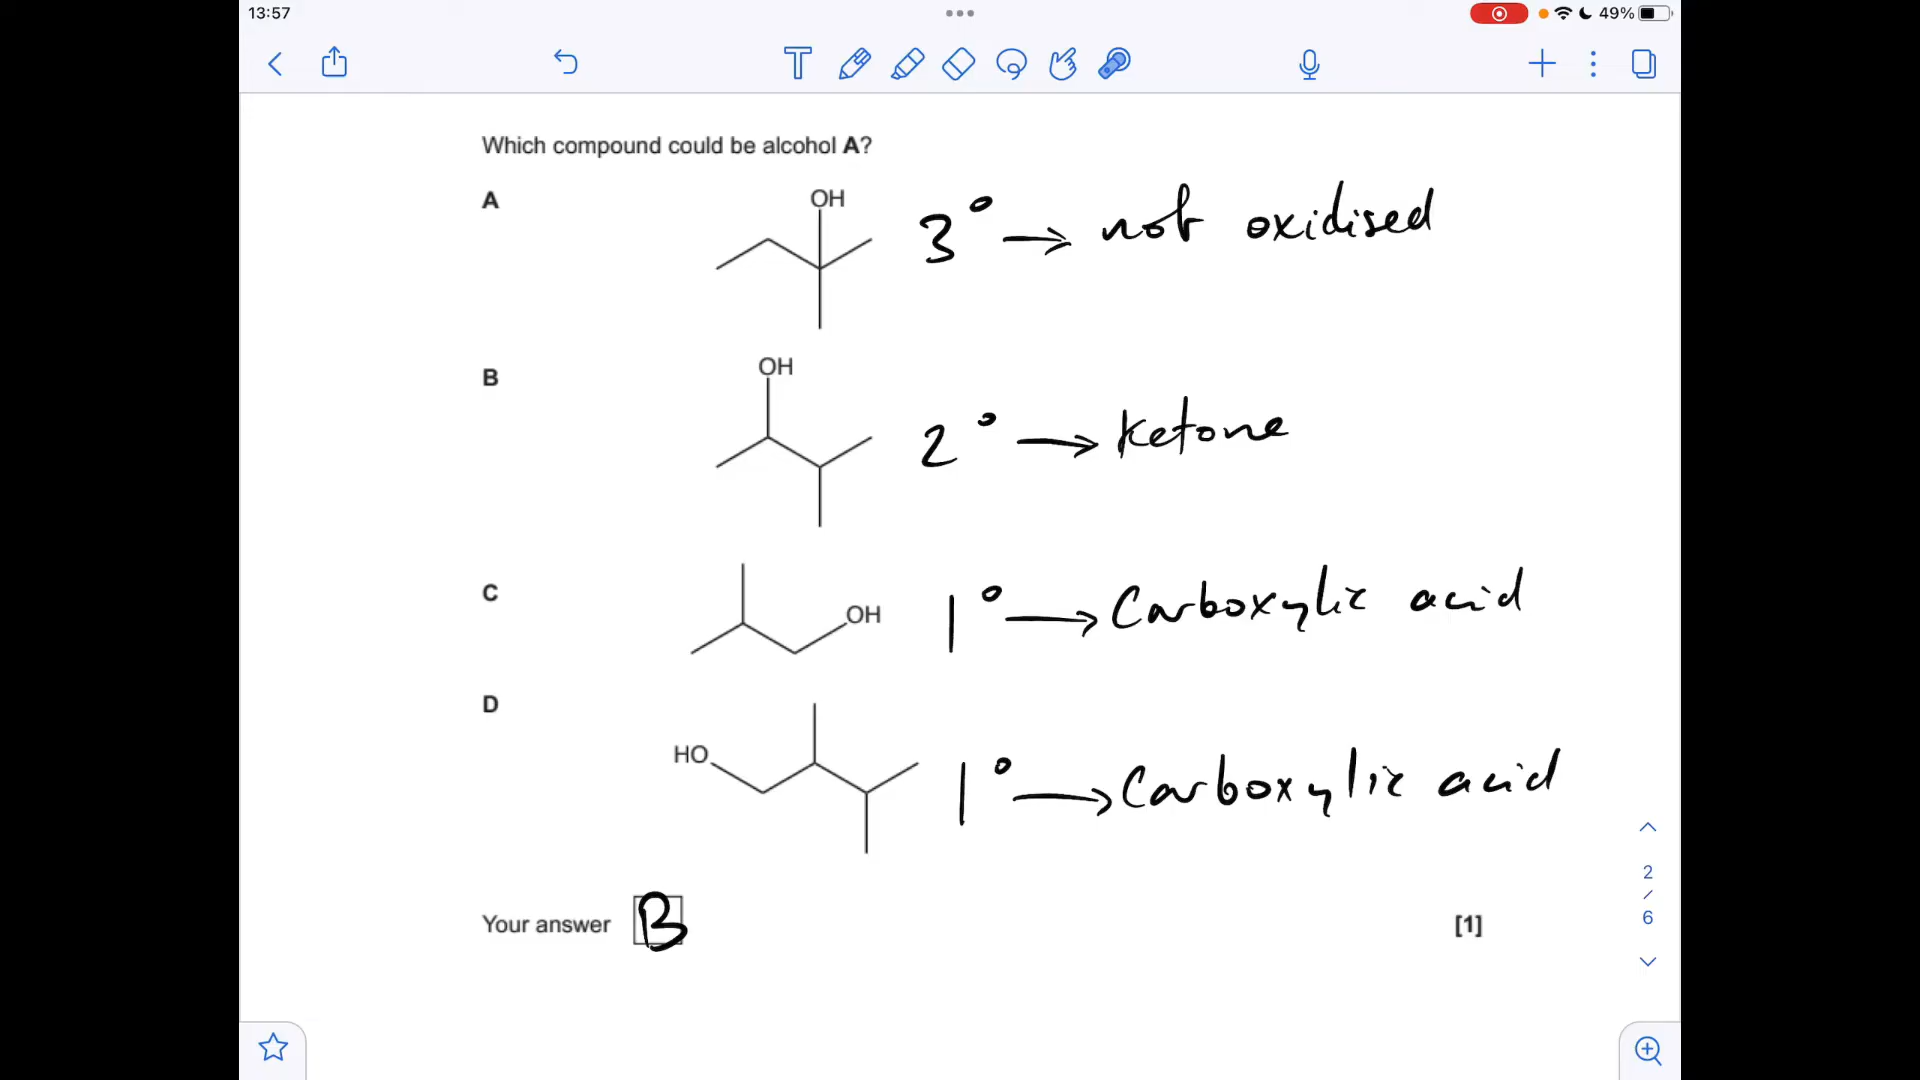 13:57
49%
T
Which compound could be alcohol A?
A
OH
3° → not oxidised
B
OH
2° → Ketone
C
OH
1° → Carboxylic acid
D
HO
1° → Carboxylic acid
2
/
6
Your answer B
[1]